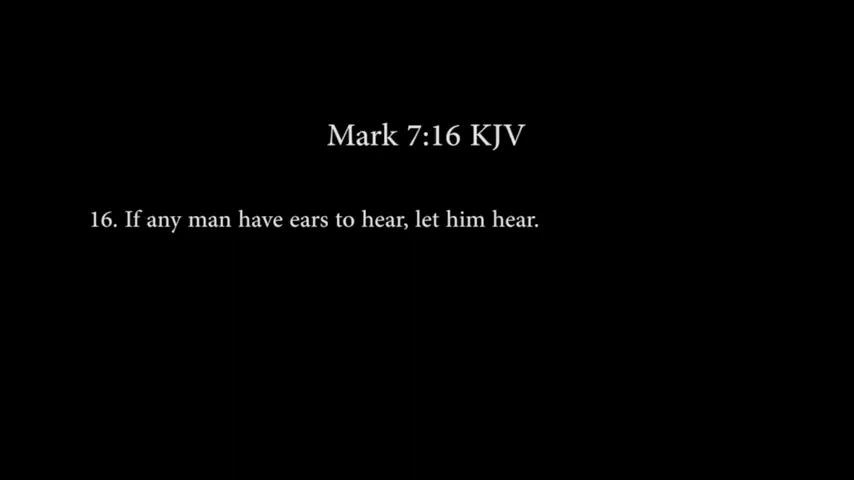 Mark 7:16 KJV
16. If any man have ears to hear, let him hear.